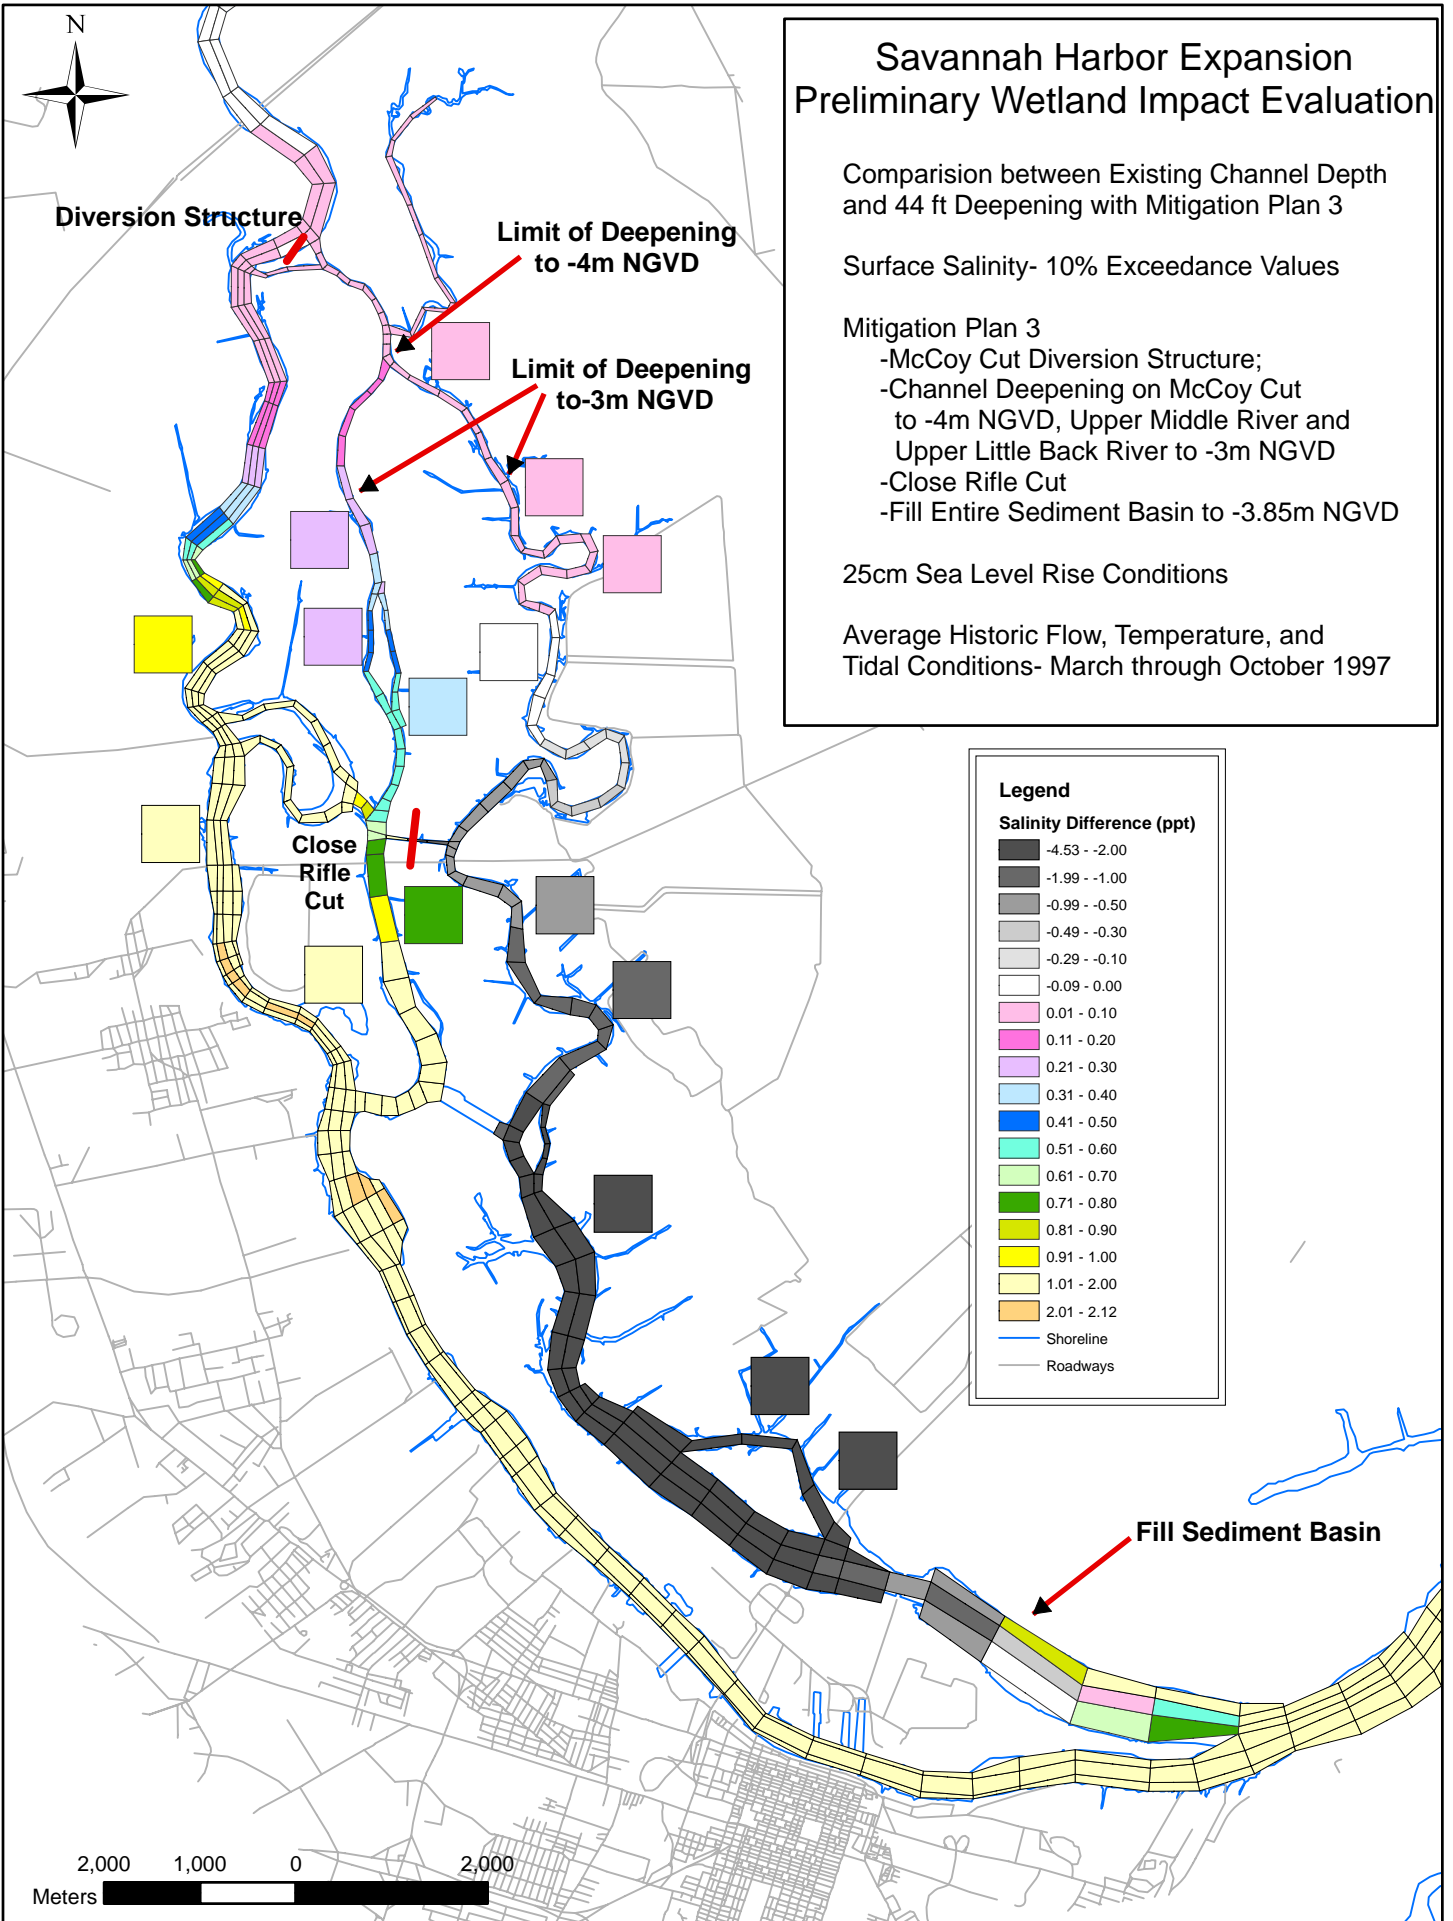 N
Savannah Harbor Expansion
Preliminary Wetland Impact Evaluation
Comparision between Existing Channel Depth
and 44 ft Deepening with Mitigation Plan 3
Surface Salinity- 10% Exceedance Values
Mitigation Plan 3
-McCoy Cut Diversion Structure;
-Channel Deepening on McCoy Cut
to -4m NGVD, Upper Middle River and
Upper Little Back River to -3m NGVD
-Close Rifle Cut
-Fill Entire Sediment Basin to -3.85m NGVD
25cm Sea Level Rise Conditions
Average Historic Flow, Temperature, and
Tidal Conditions- March through October 1997
Diversion Structure
Limit of Deepening
to -4m NGVD
Limit of Deepening
to-3m NGVD
Close
Rifle
Cut
Legend
Salinity Difference (ppt)
-4.53 - -2.00
-1.99 - -1.00
-0.99 - -0.50
-0.49 - -0.30
-0.29 - -0.10
-0.09 - 0.00
0.01 - 0.10
0.11 - 0.20
0.21 - 0.30
0.31 - 0.40
0.41 - 0.50
0.51 - 0.60
0.61 - 0.70
0.71 - 0.80
0.81 - 0.90
0.91 - 1.00
1.01 - 2.00
2.01 - 2.12
Shoreline
Roadways
Fill Sediment Basin
2,000 1,000 0 2,000
Meters